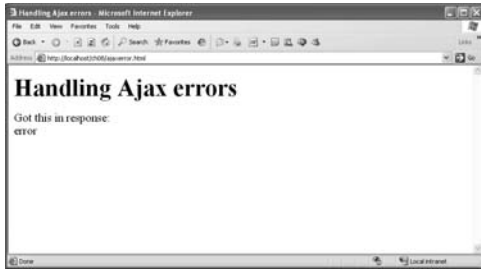 Handling Ajax errors - Microsoft Internet Explorer
File Edit View Favorites Tools Help
Back Search Favorites
Address http://localhost/ch06/ajaxerror.html Go Links
Handling Ajax errors
Got this in response:
error
Done Local intranet